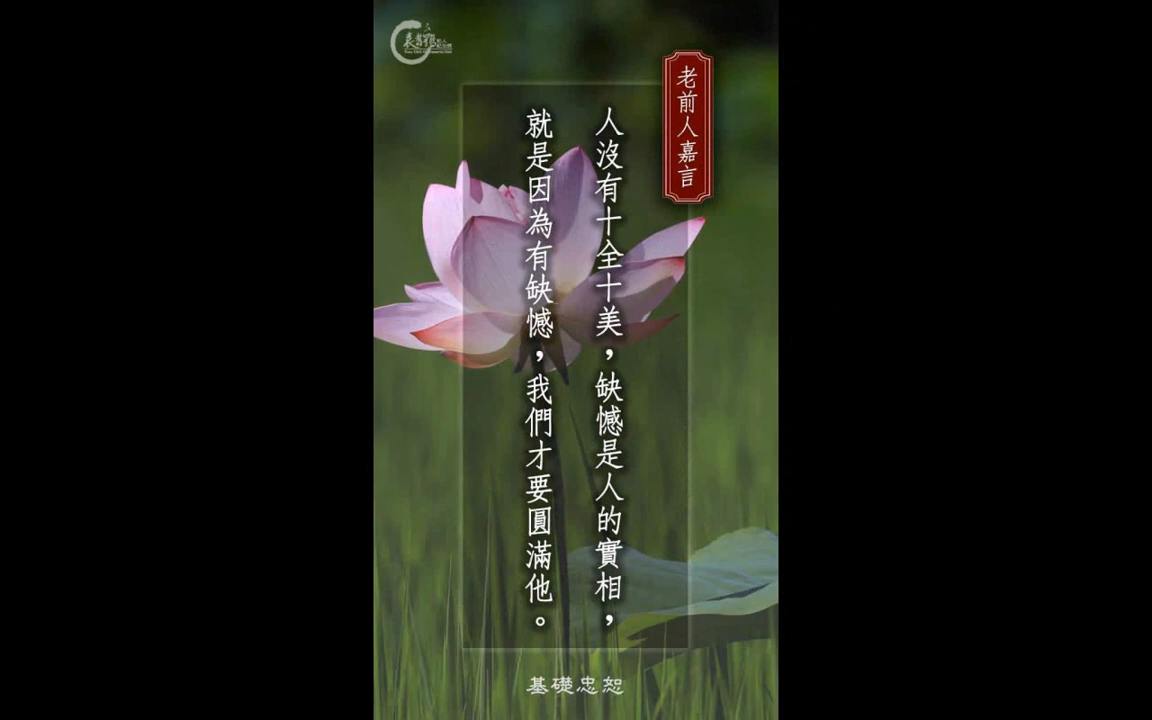 老前人嘉言
人沒有十全十美，缺憾是人的實相，
就是因為有缺憾，我們才要圓滿他。
基礎忠恕